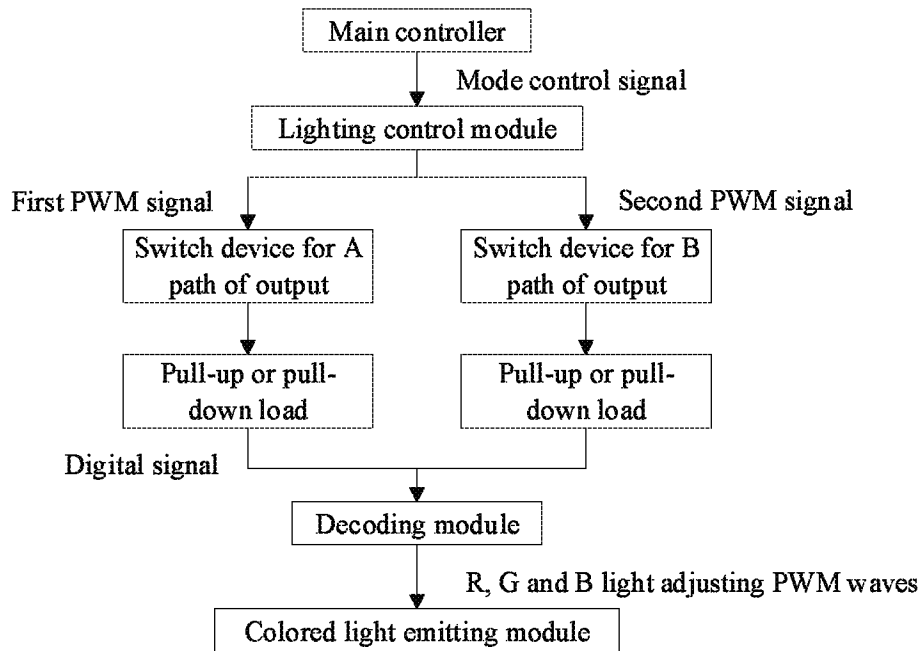 Main controller
Mode control signal
Lighting control module
First PWM signal
Second PWM signal
Switch device for A
path of output
Switch device for B
path of output
Pull-up or pull-
down load
Pull-up or pull-
down load
Digital signal
Decoding module
R, G and B light adjusting PWM waves
Colored light emitting module